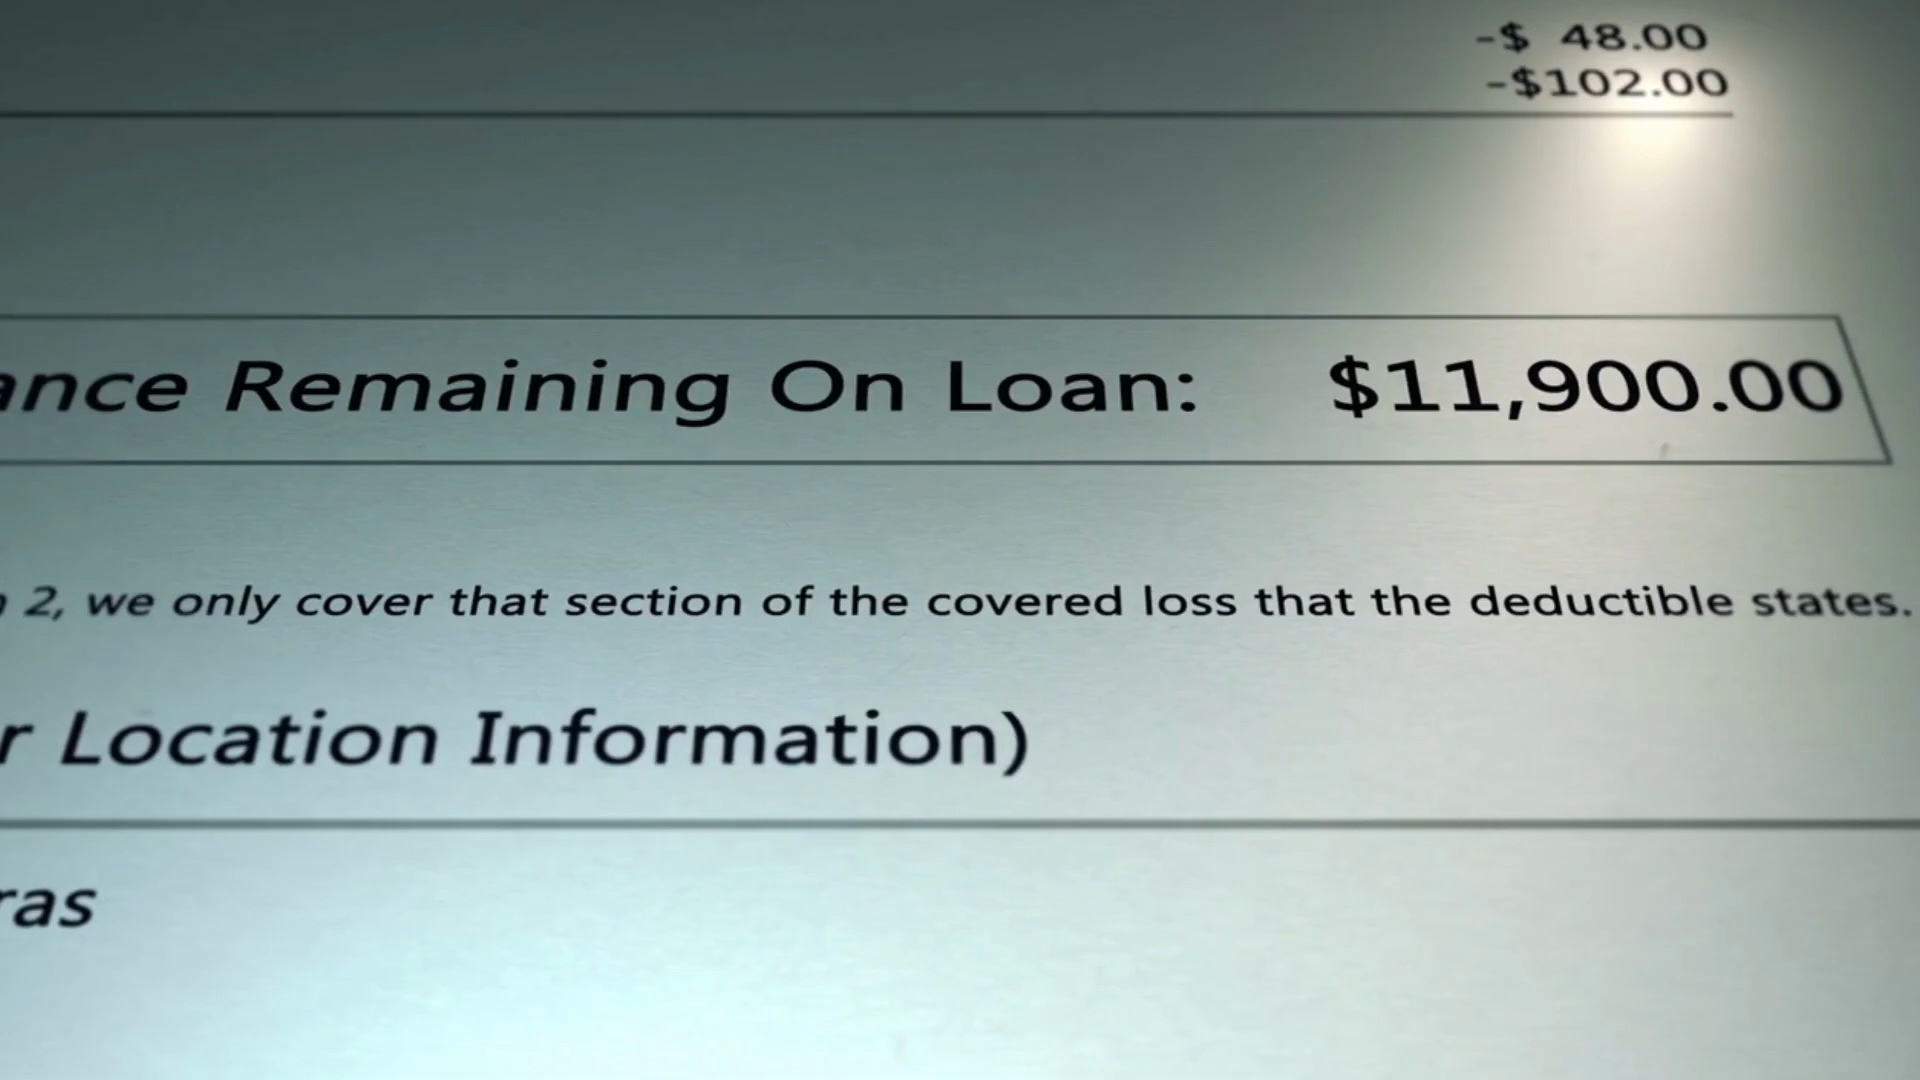 -$ 48.00
-$102.00
ance Remaining On Loan: $11,900.00
2, we only cover that section of the covered loss that the deductible states.
r Location Information)
ras